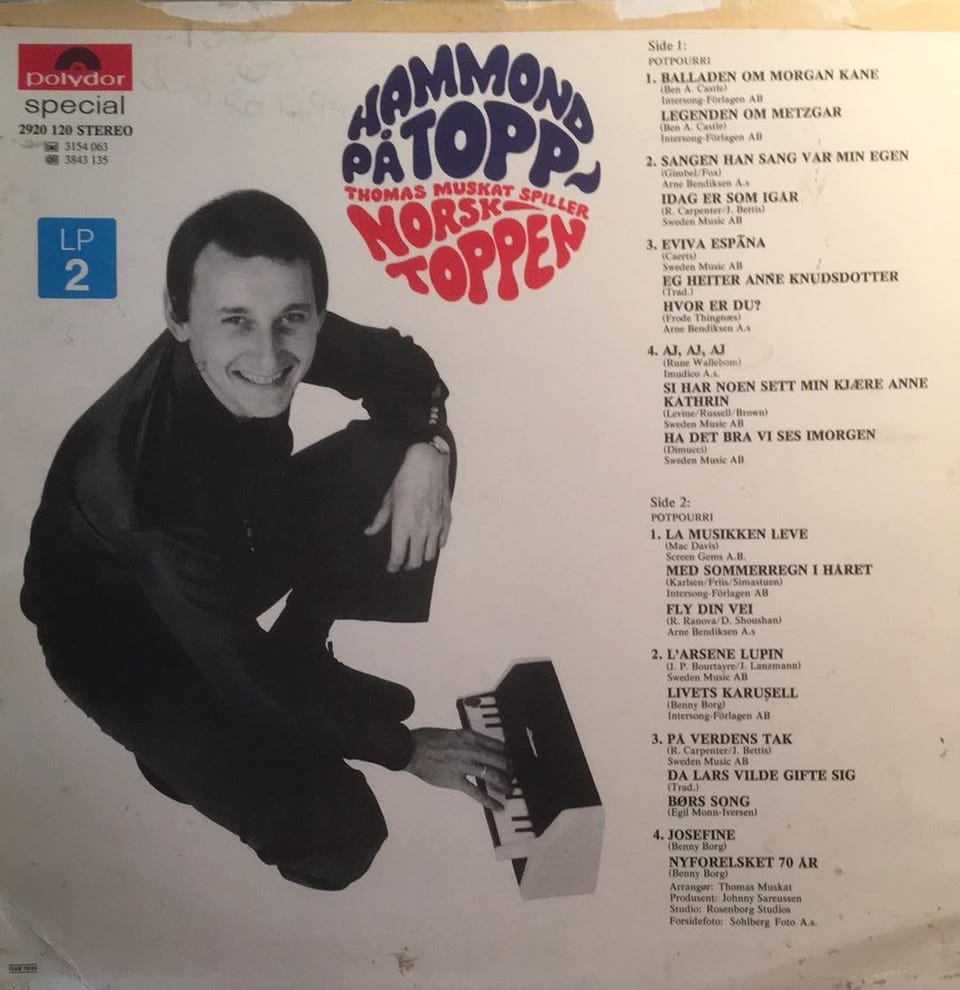 polydor
special
2920 120 STEREO
3154 063
3843 135
LP
2
HAMMOND
PÅ TOPP
THOMAS MUSKAT SPILLER
NORSK-
TOPPEN
Side 1:
POTPOURRI
1. BALLADEN OM MORGAN KANE
(Ben A. Castle)
Intersong-Förlagen AB
LEGENDEN OM METZGAR
(Ben A. Castle)
Intersong-Förlagen AB
2. SANGEN HAN SANG VAR MIN EGEN
(Gimbel/Fox)
Arne Bendiksen A.s
IDAG ER SOM IGÅR
(R. Carpenter/J. Bettis)
Sweden Music AB
3. EVIVA ESPÃNA
(Caerts)
Sweden Music AB
EG HEITER ANNE KNUDSDOTTER
(Trad.)
HVOR ER DU?
(Frode Thingnæs)
Arne Bendiksen A.s
4. AJ, AJ, AJ
(Rune Wallebom)
Imudico A.s.
SI HAR NOEN SETT MIN KJÆRE ANNE
KATHRIN
(Levine/Russell/Brown)
Sweden Music AB
HA DET BRA VI SES IMORGEN
(Dimucci)
Sweden Music AB
Side 2:
POTPOURRI
1. LA MUSIKKEN LEVE
(Mac Davis)
Screen Gems A.B.
MED SOMMERREGN I HÅRET
(Karlsen/Friis/Simastuen)
Intersong-Förlagen AB
FLY DIN VEI
(R. Ranova/D. Shoushan)
Arne Bendiksen A.s
2. L'ARSENE LUPIN
(J. P. Bourtayre/J. Lanzmann)
Sweden Music AB
LIVETS KARUSELL
(Benny Borg)
Intersong-Förlagen AB
3. PÅ VERDENS TAK
(R. Carpenter/J. Bettis)
Sweden Music AB
DA LARS VILDE GIFTE SIG
(Trad.)
BØRS SONG
(Egil Monn-Iversen)
4. JOSEFINE
(Benny Borg)
NYFORELSKET 70 ÅR
(Benny Borg)
Arrangør: Thomas Muskat
Produsent: Johnny Sareussen
Studio: Rosenborg Studios
Forsidefoto: Sohlberg Foto A.s.